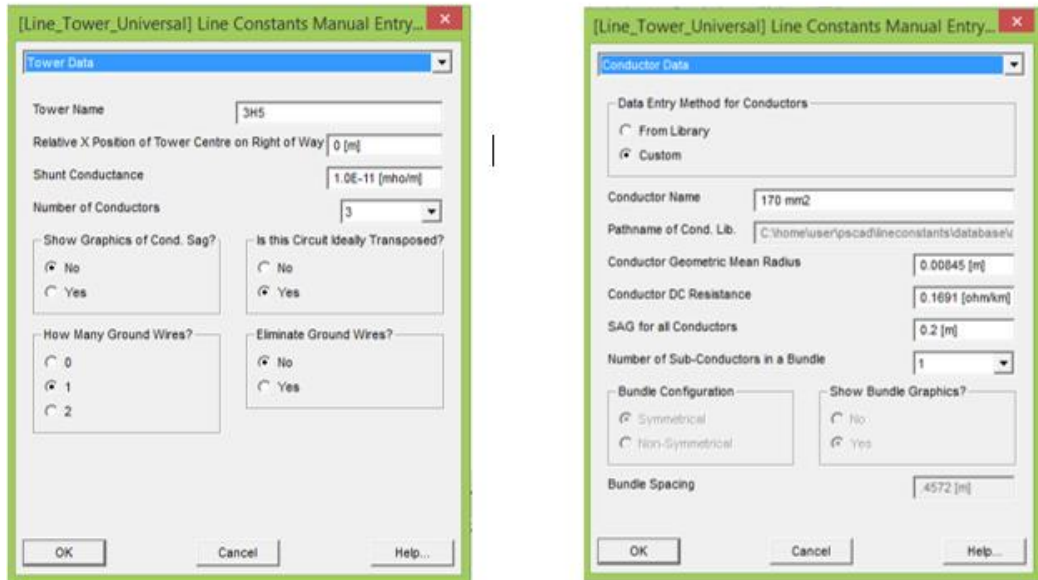 [Line_Tower_Universal] Line Constants Manual Entry...
Tower Data
Tower Name
3H5
Relative X Position of Tower Centre on Right of Way
0 [m]
Shunt Conductance
1.0E-11 [mho/m]
Number of Conductors
3
Show Graphics of Cond. Sag?
No
Yes
Is this Circuit Ideally Transposed?
No
Yes
How Many Ground Wires?
0
1
2
Eliminate Ground Wires?
No
Yes
OK
Cancel
Help...
[Line_Tower_Universal] Line Constants Manual Entry...
Conductor Data
Data Entry Method for Conductors
From Library
Custom
Conductor Name
170 mm2
Pathname of Cond. Lib.
C:\home\user\pscad\lineconstants\database\
Conductor Geometric Mean Radius
0.00845 [m]
Conductor DC Resistance
0.1691 [ohm/km]
SAG for all Conductors
0.2 [m]
Number of Sub-Conductors in a Bundle
1
Bundle Configuration
Symmetrical
Non-Symmetrical
Show Bundle Graphics?
No
Yes
Bundle Spacing
.4572 [m]
OK
Cancel
Help...